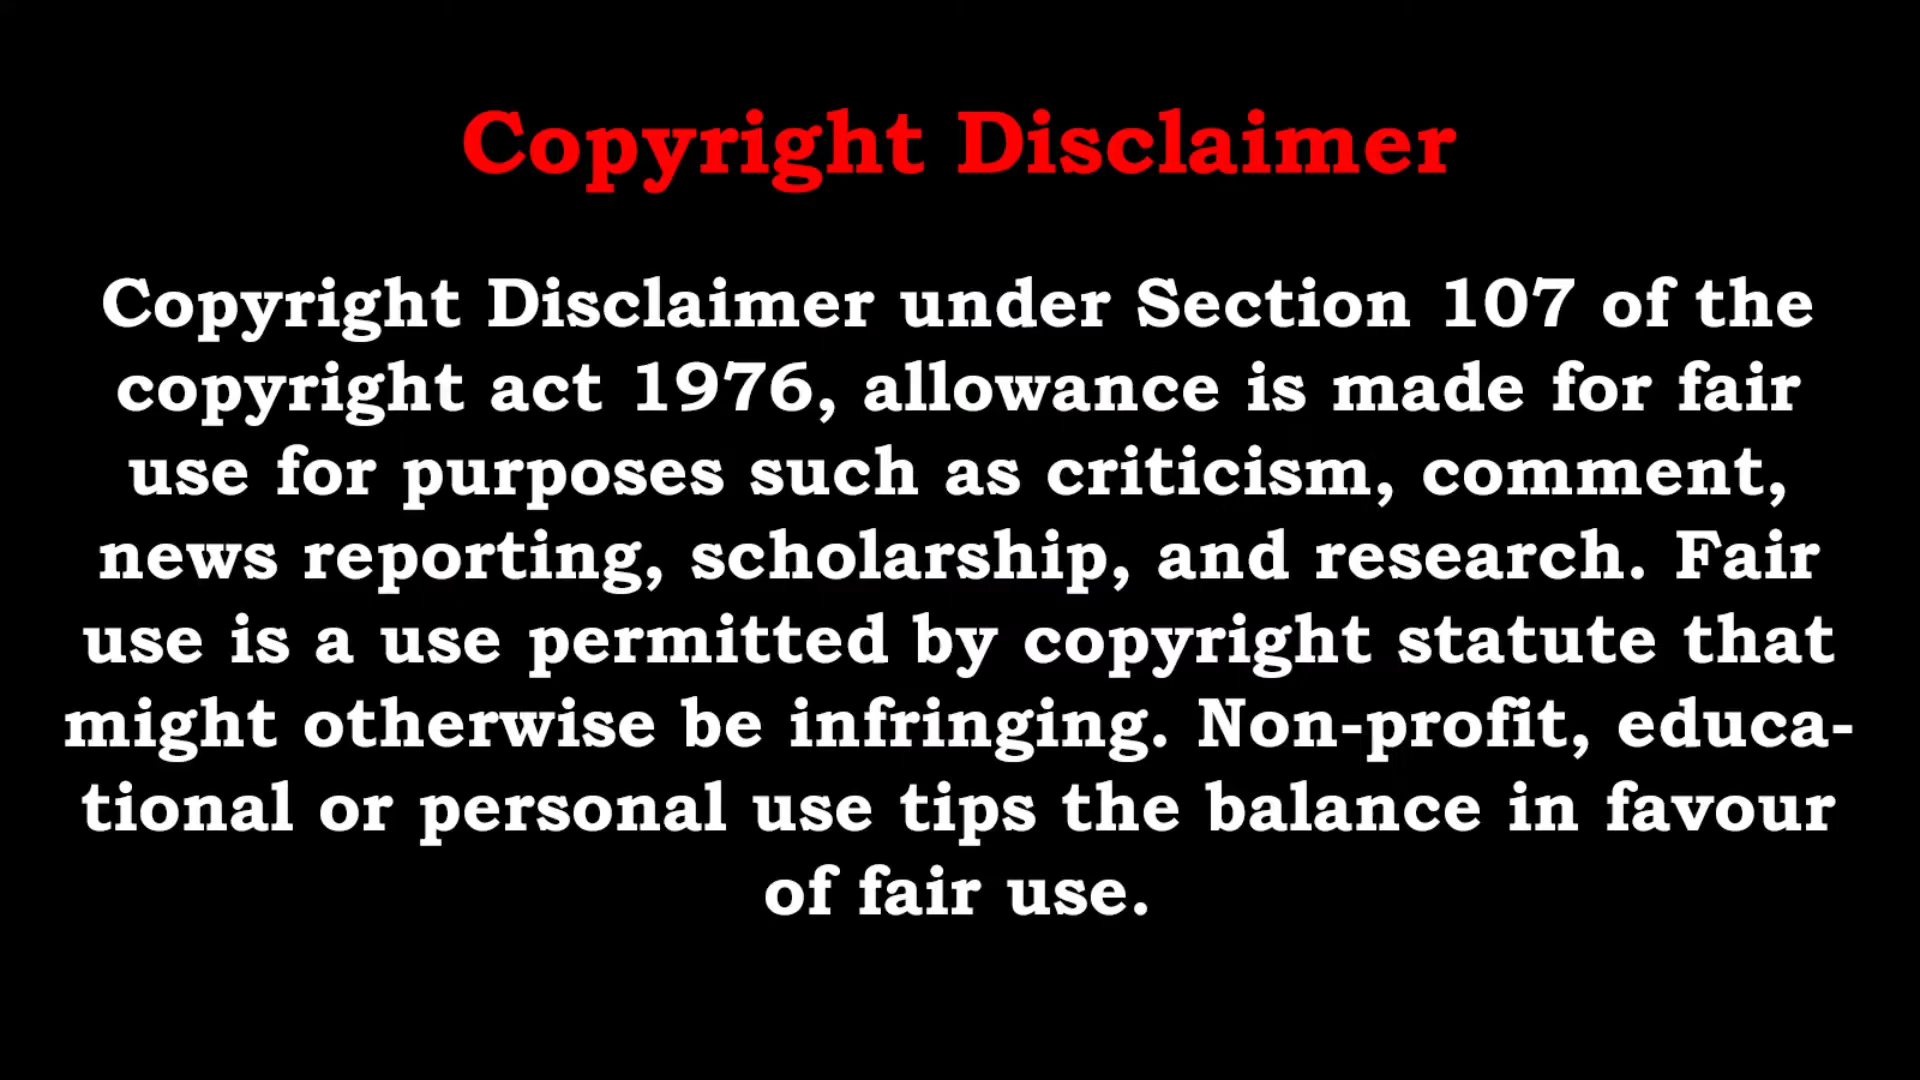 Copyright Disclaimer
Copyright Disclaimer under Section 107 of the
copyright act 1976, allowance is made for fair
use for purposes such as criticism, comment,
news reporting, scholarship, and research. Fair
use is a use permitted by copyright statute that
might otherwise be infringing. Non-profit, educa-
tional or personal use tips the balance in favour
of fair use.